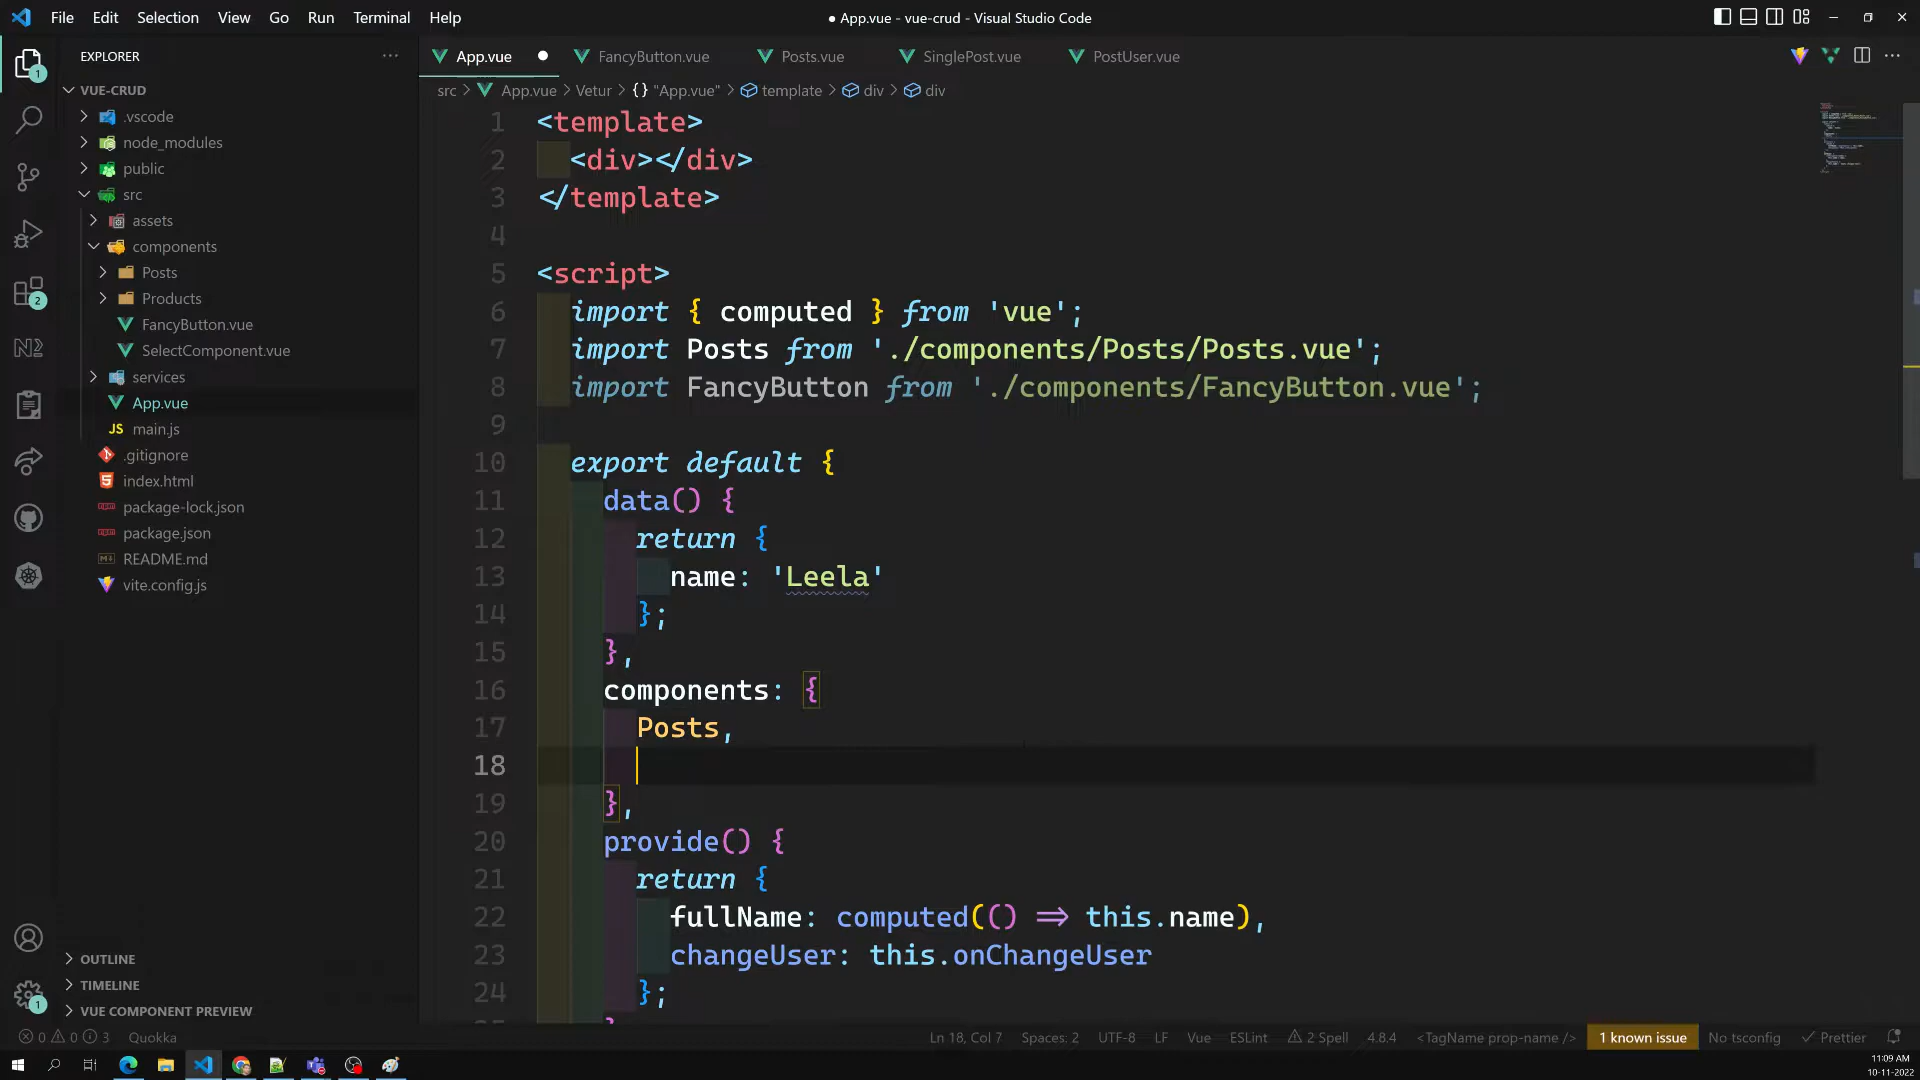 File Edit Selection View Go Run Terminal Help
● App.vue - vue-crud - Visual Studio Code
EXPLORER
App.vue
FancyButton.vue
Posts.vue
SinglePost.vue
PostUser.vue
src > App.vue > Vetur > {} "App.vue" > template > div > div
VUE-CRUD
.vscode
node_modules
public
src
assets
components
Posts
Products
FancyButton.vue
SelectComponent.vue
services
App.vue
JS main.js
.gitignore
index.html
package-lock.json
package.json
README.md
vite.config.js
OUTLINE
TIMELINE
VUE COMPONENT PREVIEW
1
2
1
1 <template>
2 <div></div>
3 </template>
4
5 <script>
6 import { computed } from 'vue';
7 import Posts from './components/Posts/Posts.vue';
8 import FancyButton from './components/FancyButton.vue';
9
10 export default {
11 data() {
12 return {
13 name: 'Leela'
14 };
15 },
16 components: {
17 Posts,
18
19 },
20 provide() {
21 return {
22 fullName: computed(() => this.name),
23 changeUser: this.onChangeUser
24 };
0 0 3 Quokka
Ln 18, Col 7 Spaces: 2 UTF-8 LF Vue ESLint 2 Spell 4.8.4 <TagName prop-name /> 1 known issue No tsconfig Prettier
11:09 AM
10-11-2022